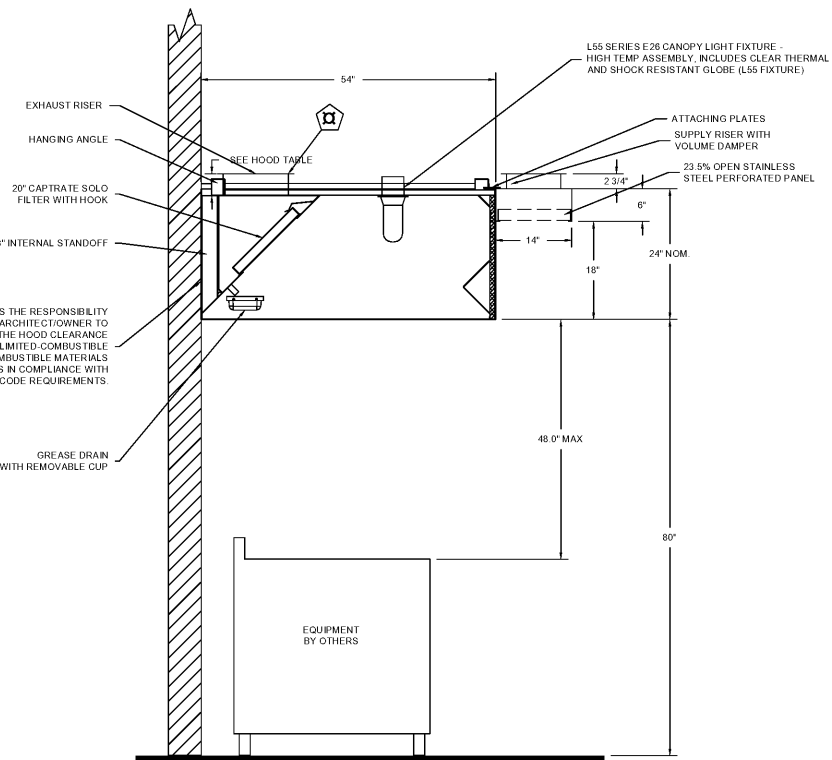 L55 SERIES E26 CANOPY LIGHT FIXTURE -
HIGH TEMP ASSEMBLY, INCLUDES CLEAR THERMAL
AND SHOCK RESISTANT GLOBE (L55 FIXTURE)
54"
EXHAUST RISER
ATTACHING PLATES
HANGING ANGLE
SUPPLY RISER WITH
VOLUME DAMPER
SEE HOOD TABLE
23.5% OPEN STAINLESS
STEEL PERFORATED PANEL
2 3/4"
20" CAPTRATE SOLO
FILTER WITH HOOK
6"
14"
" INTERNAL STANDOFF
18"
24" NOM.
S THE RESPONSIBILITY
ARCHITECT/OWNER TO
THE HOOD CLEARANCE
LIMITED-COMBUSTIBLE
MBUSTIBLE MATERIALS
S IN COMPLIANCE WITH
CODE REQUIREMENTS.
48.0" MAX
GREASE DRAIN
WITH REMOVABLE CUP
80"
EQUIPMENT
BY OTHERS